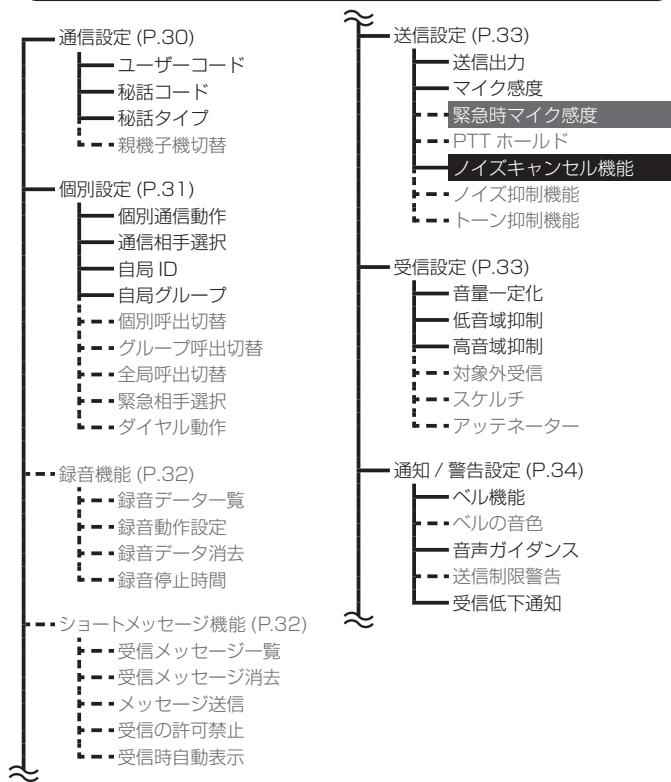 通信設定 (P.30)
ユーザーコード
秘話コード
秘話タイプ
親機子機切替
個別設定 (P.31)
個別通信動作
通信相手選択
自局 ID
自局グループ
個別呼出切替
グループ呼出切替
全局呼出切替
緊急相手選択
ダイヤル動作
録音機能 (P.32)
録音データ一覧
録音動作設定
録音データ消去
録音停止時間
ショートメッセージ機能 (P.32)
受信メッセージ一覧
受信メッセージ消去
メッセージ送信
受信の許可禁止
受信時自動表示
送信設定 (P.33)
送信出力
マイク感度
緊急時マイク感度
PTT ホールド
ノイズキャンセル機能
ノイズ抑制機能
トーン抑制機能
受信設定 (P.33)
音量一定化
低音域抑制
高音域抑制
対象外受信
スケルチ
アッテネーター
通知 / 警告設定 (P.34)
ベル機能
ベルの音色
音声ガイダンス
送信制限警告
受信低下通知